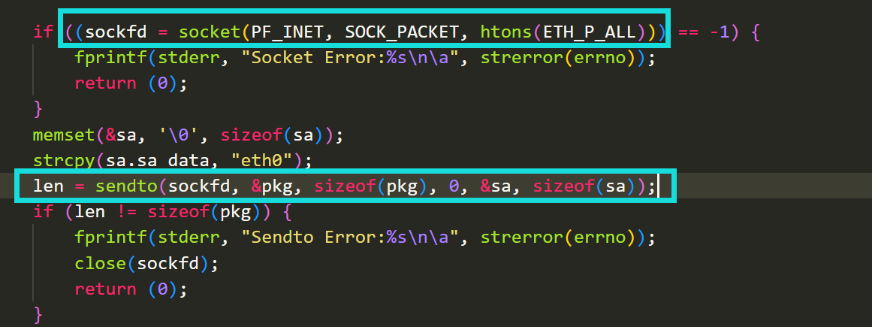 if ((sockfd = socket(PF_INET, SOCK_PACKET, htons(ETH_P_ALL))) == -1) {
fprintf(stderr, "Socket Error:%s\n\a", strerror(errno));
return (0);
}
memset(&sa, '\0', sizeof(sa));
strcpy(sa.sa_data, "eth0");
len = sendto(sockfd, &pkg, sizeof(pkg), 0, &sa, sizeof(sa));
if (len != sizeof(pkg)) {
fprintf(stderr, "Sendto Error:%s\n\a", strerror(errno));
close(sockfd);
return (0);
}